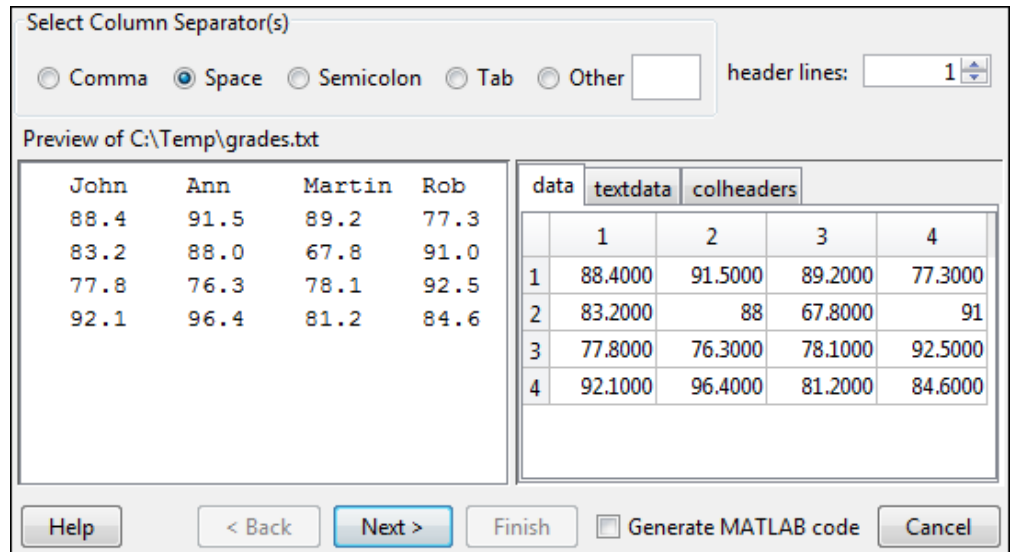 Select Column Separator(s)
Comma Space Semicolon Tab Other header lines: 1
Preview of C:\Temp\grades.txt
John Ann Martin Rob
88.4 91.5 89.2 77.3
83.2 88.0 67.8 91.0
77.8 76.3 78.1 92.5
92.1 96.4 81.2 84.6
data textdata colheaders
1 2 3 4
1 88.4000 91.5000 89.2000 77.3000
2 83.2000 88 67.8000 91
3 77.8000 76.3000 78.1000 92.5000
4 92.1000 96.4000 81.2000 84.6000
Help < Back Next > Finish Generate MATLAB code Cancel